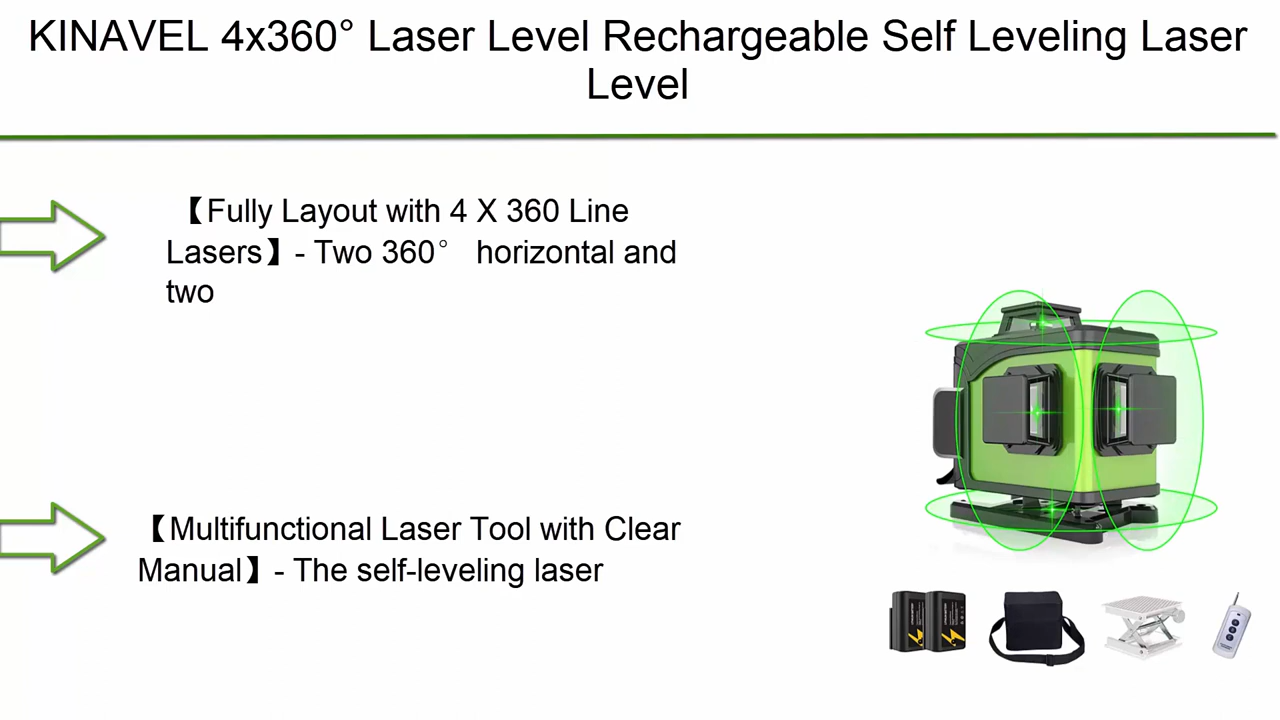 KINAVEL 4x360° Laser Level Rechargeable Self Leveling Laser
Level
【Fully Layout with 4 X 360 Line
Lasers】- Two 360° horizontal and
two
【Multifunctional Laser Tool with Clear
Manual】- The self-leveling laser